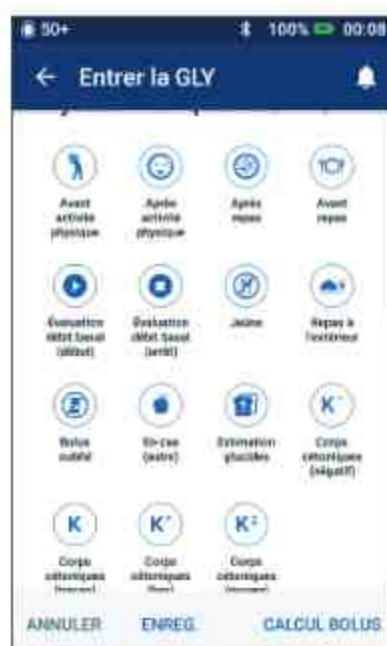 50+ 100% 00:08
Entrer la GLY
Avant activité physique
Après activité physique
Après repas
Avant repas
Évaluation débit basal (début)
Évaluation débit basal (arrêt)
Jeûne
Repas à l'extérieur
Bolus oublié
En-cas (autre)
Estimation glucides
Corps cétoniques (négatif)
K-
Corps cétoniques
K
Corps cétoniques
K+
Corps cétoniques
K±
ANNULER ENREG. CALCUL BOLUS